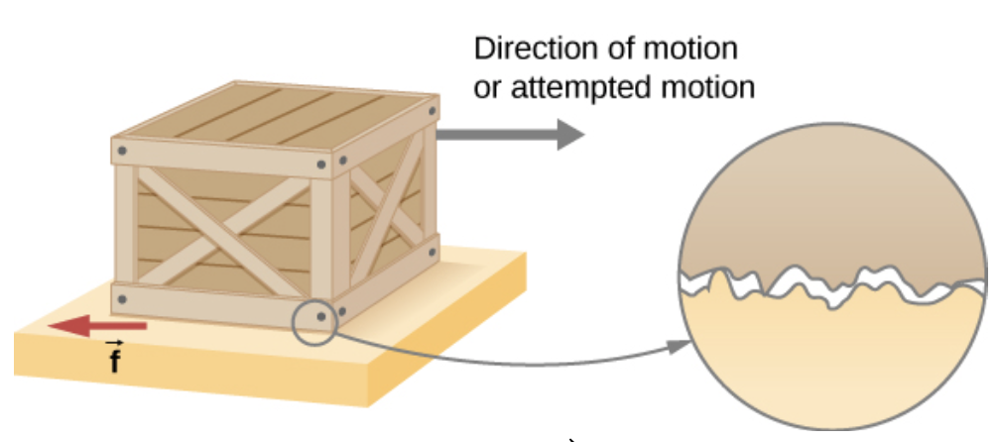 Direction of motion
or attempted motion
f⃗